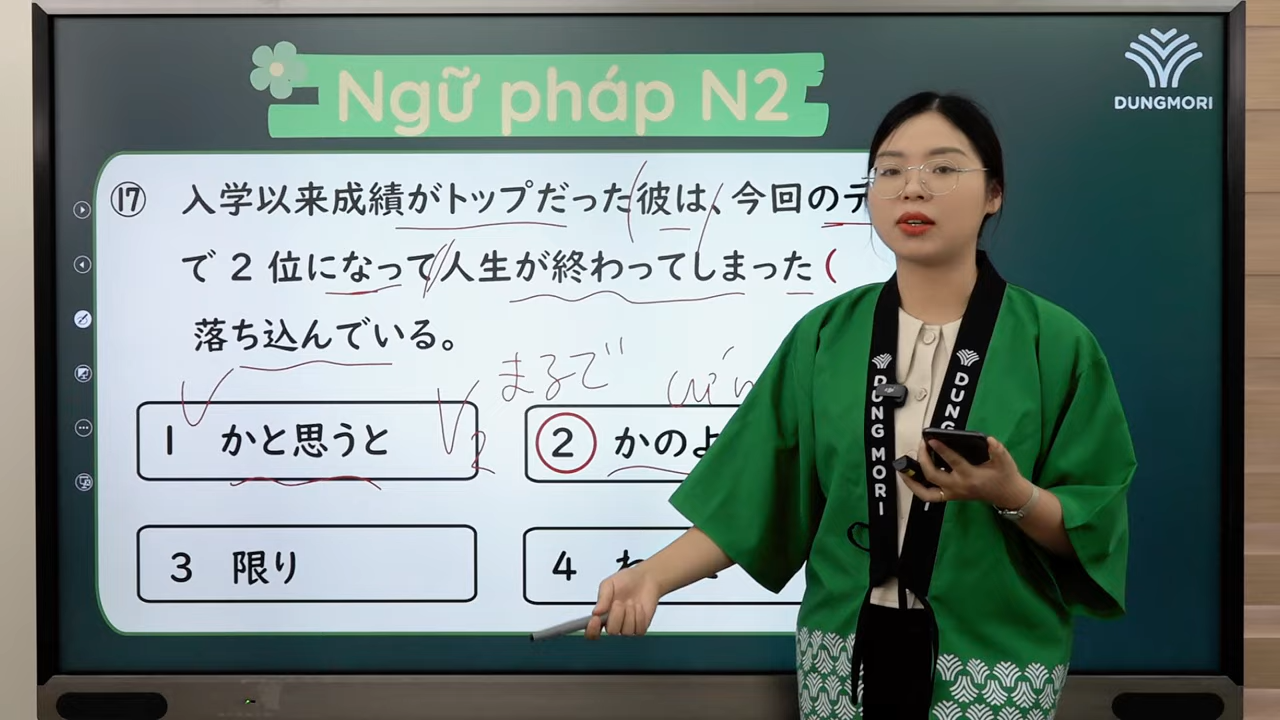 Ngữ pháp N2
DUNGMORI
⑰ 入学以来成績がトップだった彼は、今回のテ
で2位になって人生が終わってしまった(
落ち込んでいる。
まるで
1 かと思うと
V2
2 かのよ
3 限り
4 わ
DUNG MORI
DUNG